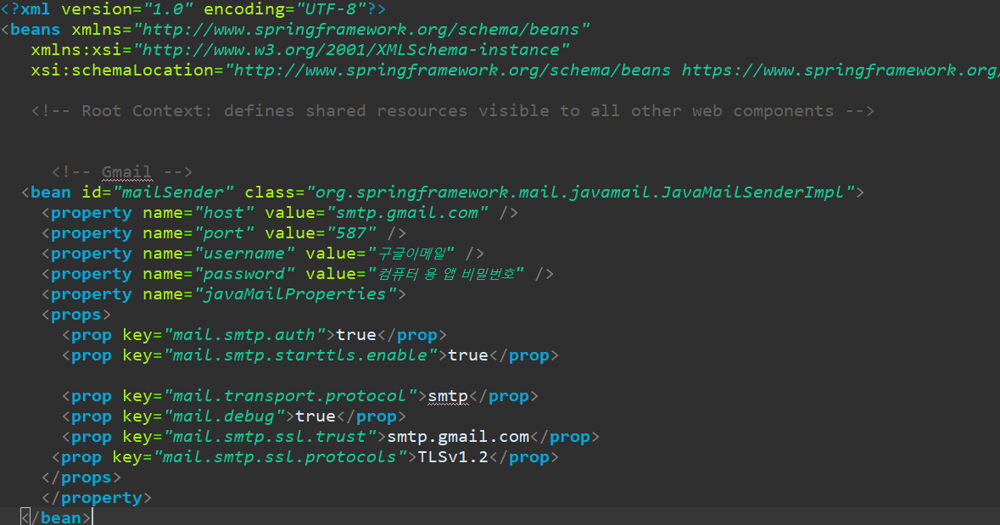 <?xml version="1.0" encoding="UTF-8"?>
<beans xmlns="http://www.springframework.org/schema/beans"
xmlns:xsi="http://www.w3.org/2001/XMLSchema-instance"
xsi:schemaLocation="http://www.springframework.org/schema/beans https://www.springframework.org/
<!-- Root Context: defines shared resources visible to all other web components -->
<!-- Gmail -->
<bean id="mailSender" class="org.springframework.mail.javamail.JavaMailSenderImpl">
<property name="host" value="smtp.gmail.com" />
<property name="port" value="587" />
<property name="username" value="구글이메일" />
<property name="password" value="컴퓨터 용 앱 비밀번호" />
<property name="javaMailProperties">
<props>
<prop key="mail.smtp.auth">true</prop>
<prop key="mail.smtp.starttls.enable">true</prop>
<prop key="mail.transport.protocol">smtp</prop>
<prop key="mail.debug">true</prop>
<prop key="mail.smtp.ssl.trust">smtp.gmail.com</prop>
<prop key="mail.smtp.ssl.protocols">TLSv1.2</prop>
</props>
</property>
</bean>